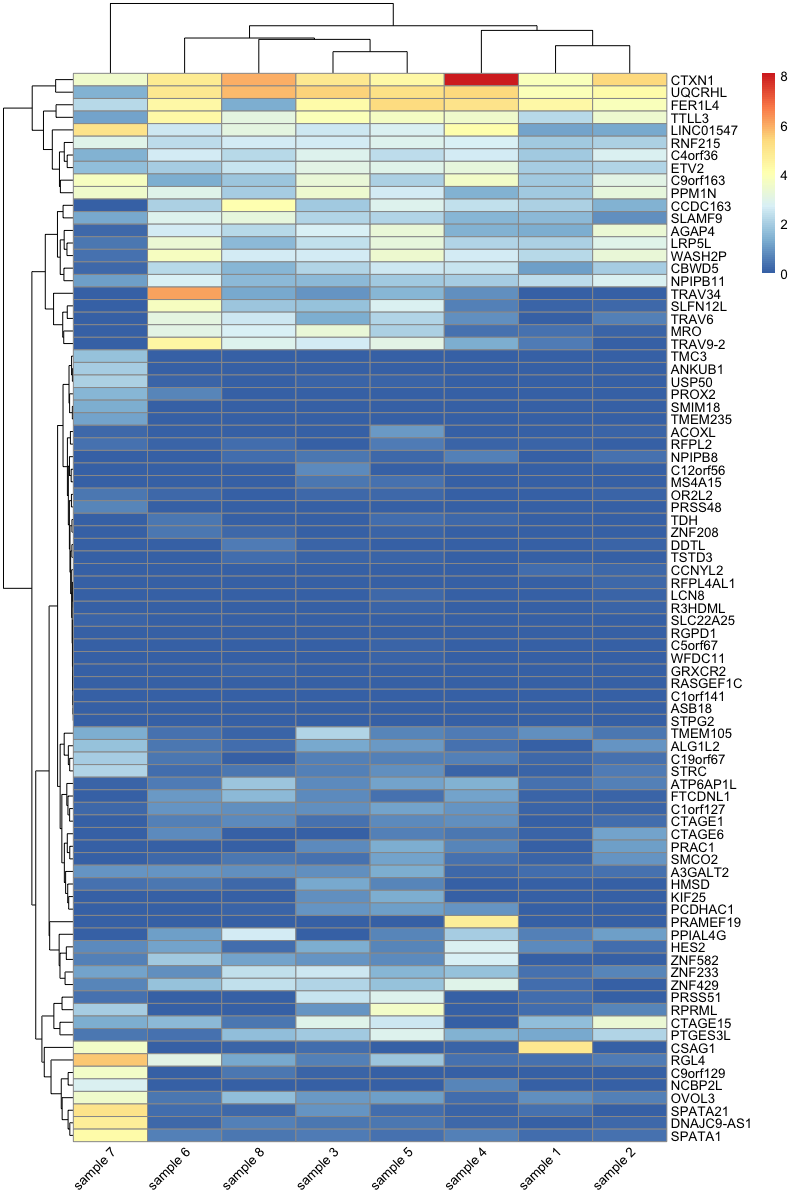 CTXN1
UQCRHL
FER1L4
TTLL3
LINC01547
RNF215
C4orf36
ETV2
C9orf163
PPM1N
CCDC163
SLAMF9
AGAP4
LRP5L
WASH2P
CBWD5
NPIPB11
TRAV34
SLFN12L
TRAV6
MRO
TRAV9-2
TMC3
ANKUB1
USP50
PROX2
SMIM18
TMEM235
ACOXL
RFPL2
NPIPB8
C12orf56
MS4A15
OR2L2
PRSS48
TDH
ZNF208
DDTL
TSTD3
CCNYL2
RFPL4AL1
LCN8
R3HDML
SLC22A25
RGPD1
C5orf67
WFDC11
GRXCR2
RASGEF1C
C1orf141
ASB18
STPG2
TMEM105
ALG1L2
C19orf67
STRC
ATP6AP1L
FTCDNL1
C1orf127
CTAGE1
CTAGE6
PRAC1
SMCO2
A3GALT2
HMSD
KIF25
PCDHAC1
PRAMEF19
PPIAL4G
HES2
ZNF582
ZNF233
ZNF429
PRSS51
RPRML
CTAGE15
PTGES3L
CSAG1
RGL4
C9orf129
NCBP2L
OVOL3
SPATA21
DNAJC9-AS1
SPATA1
8
6
4
2
0
sample 7
sample 6
sample 8
sample 3
sample 5
sample 4
sample 1
sample 2